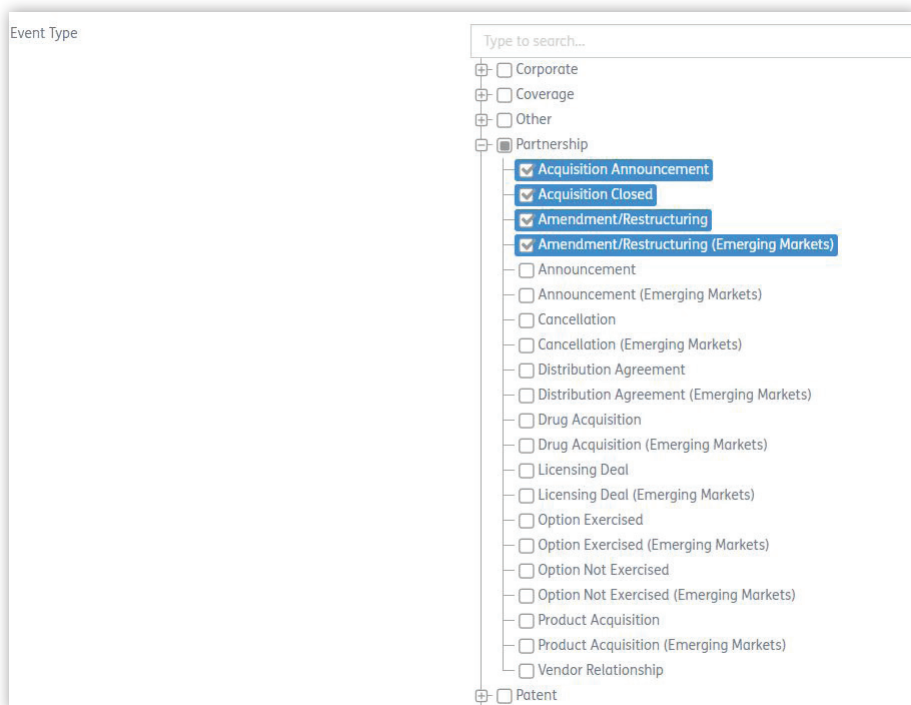 Event Type
Type to search...
Corporate
Coverage
Other
Partnership
Acquisition Announcement
Acquisition Closed
Amendment/Restructuring
Amendment/Restructuring (Emerging Markets)
Announcement
Announcement (Emerging Markets)
Cancellation
Cancellation (Emerging Markets)
Distribution Agreement
Distribution Agreement (Emerging Markets)
Drug Acquisition
Drug Acquisition (Emerging Markets)
Licensing Deal
Licensing Deal (Emerging Markets)
Option Exercised
Option Exercised (Emerging Markets)
Option Not Exercised
Option Not Exercised (Emerging Markets)
Product Acquisition
Product Acquisition (Emerging Markets)
Vendor Relationship
Patent